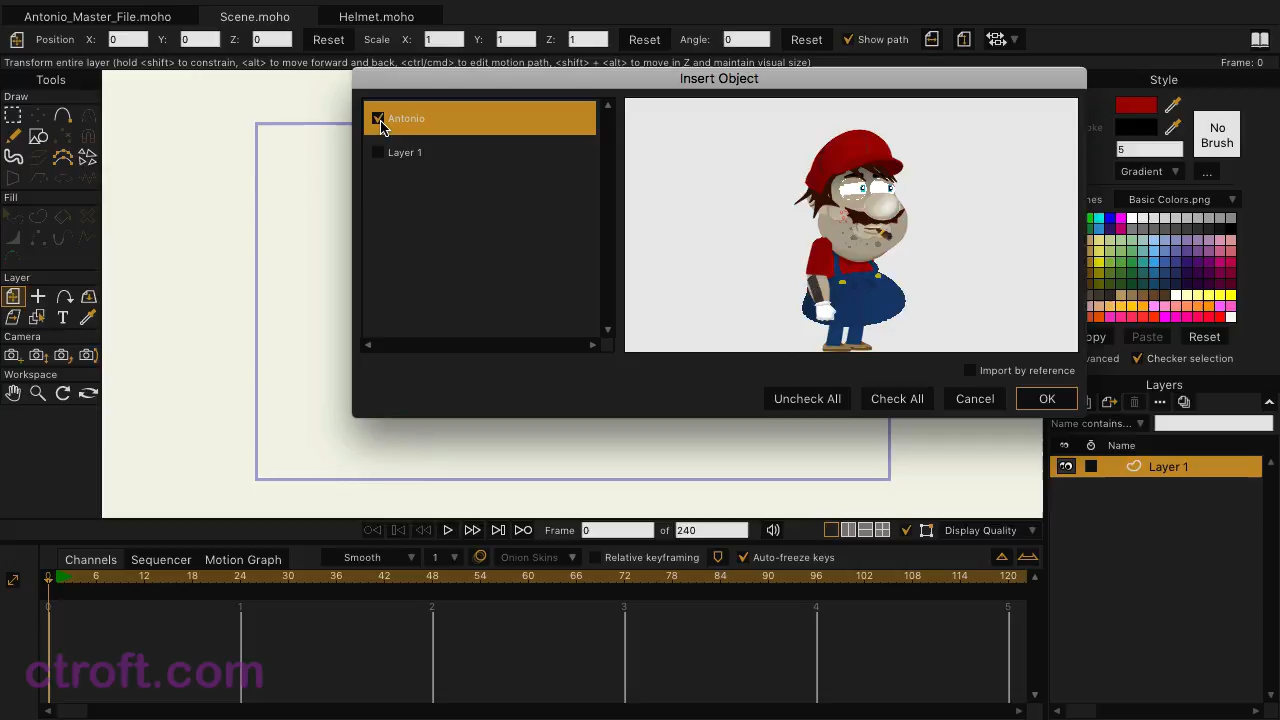 Antonio_Master_File.moho Scene.moho Helmet.moho
Position X: 0 Y: 0 Z: 0 Reset Scale X: 1 Y: 1 Z: 1 Reset Angle: 0 Reset Show path
Transform entire layer (hold <shift> to constrain, <alt> to move forward and back, <ctrl/cmd> to edit motion path, <shift> + <alt> to move in Z and maintain visual size) Frame: 0
Tools
Draw
Fill
Layer
Camera
Workspace
Insert Object
Antonio
Layer 1
Import by reference
Uncheck All Check All Cancel OK
Style
oke
5
No
Brush
Gradient ...
Basic Colors.png
opy Paste Reset
vanced Checker selection
Layers
Name contains...
Name
Layer 1
Frame 0 of 240 Display Quality
Channels Sequencer Motion Graph Smooth 1 Onion Skins Relative keyframing Auto-freeze keys
0 6 12 18 24 30 36 42 48 54 60 66 72 78 84 90 96 102 108 114 120
0 1 2 3 4 5
ctroft.com